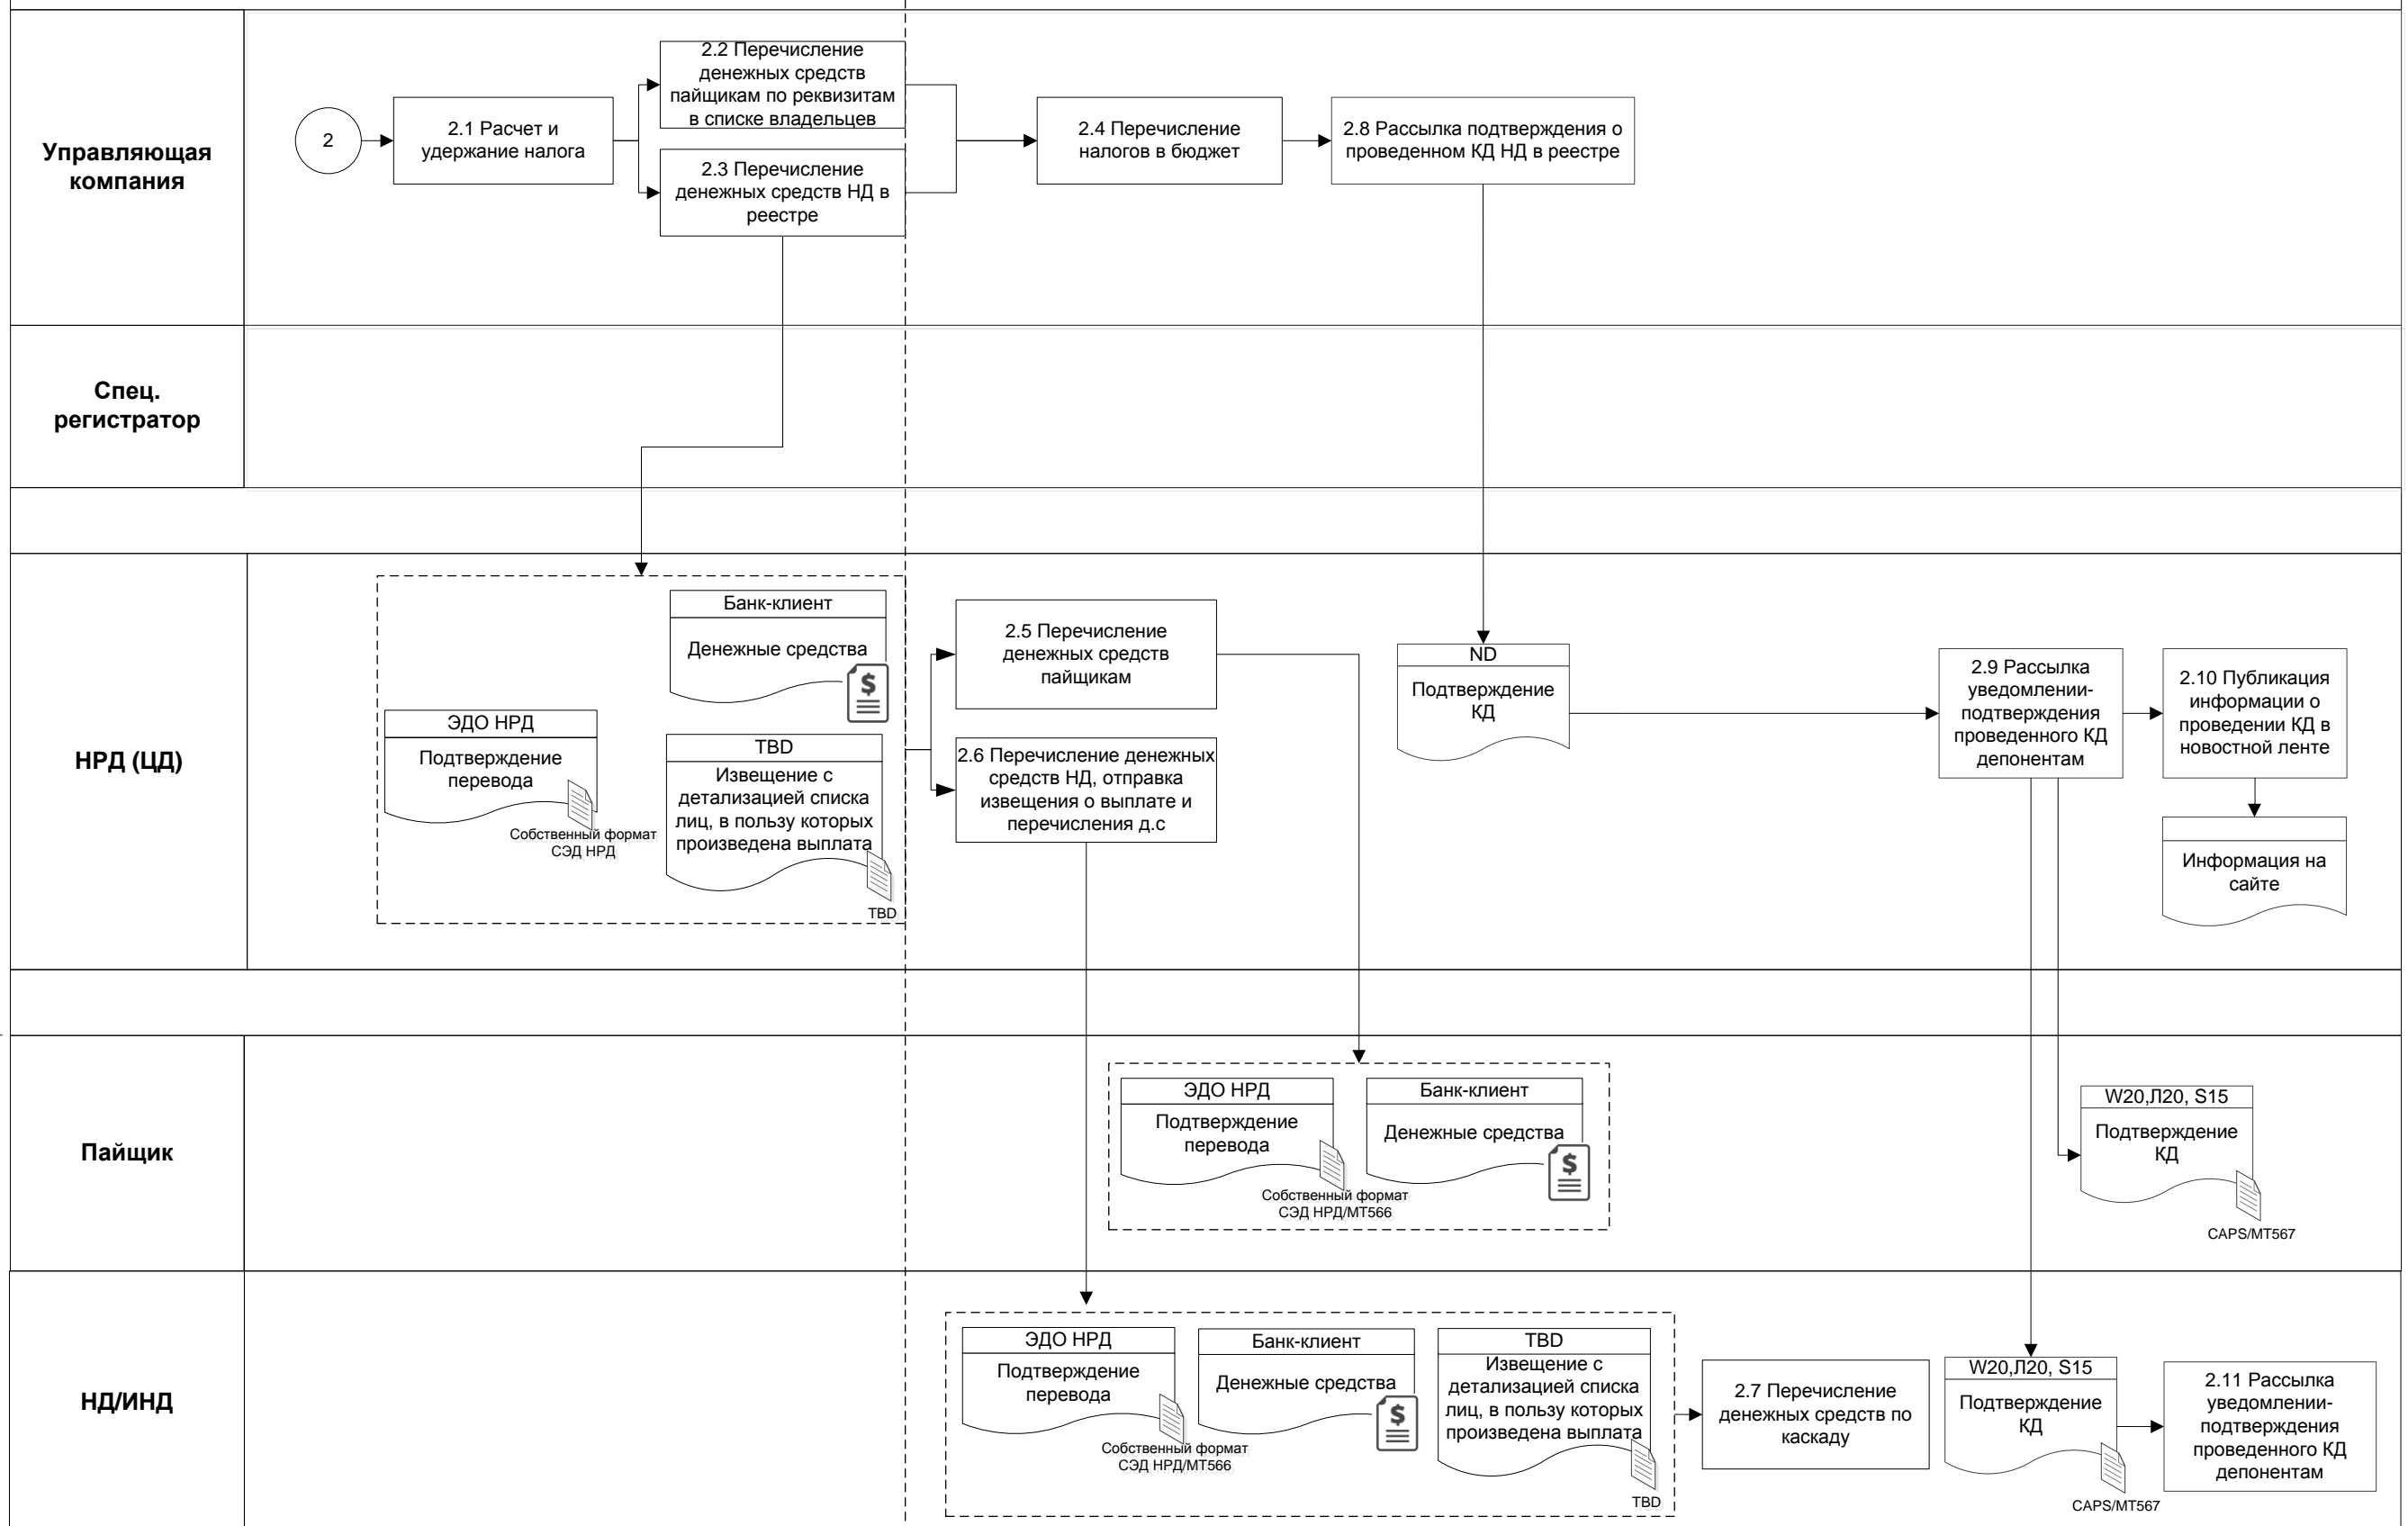 Управляющая
компания
2
2.1 Расчет и
удержание налога
2.2 Перечисление
денежных средств
пайщикам по реквизитам
в списке владельцев
2.3 Перечисление
денежных средств НД в
реестре
2.4 Перечисление
налогов в бюджет
2.8 Рассылка подтверждения о
проведенном КД НД в реестре
Спец.
регистратор
НРД (ЦД)
ЭДО НРД
Подтверждение
перевода
Собственный формат
СЭД НРД
Банк-клиент
Денежные средства
$
TBD
Извещение с
детализацией списка
лиц, в пользу которых
произведена выплата
TBD
2.5 Перечисление
денежных средств
пайщикам
2.6 Перечисление денежных
средств НД, отправка
извещения о выплате и
перечисления д.с
ND
Подтверждение
КД
2.9 Рассылка
уведомлении-
подтверждения
проведенного КД
депонентам
2.10 Публикация
информации о
проведении КД в
новостной ленте
Информация на
сайте
Пайщик
ЭДО НРД
Подтверждение
перевода
Собственный формат
СЭД НРД/МТ566
Банк-клиент
Денежные средства
$
W20,Л20, S15
Подтверждение
КД
CAPS/МТ567
НД/ИНД
ЭДО НРД
Подтверждение
перевода
Собственный формат
СЭД НРД/МТ566
Банк-клиент
Денежные средства
$
TBD
Извещение с
детализацией списка
лиц, в пользу которых
произведена выплата
TBD
2.7 Перечисление
денежных средств по
каскаду
W20,Л20, S15
Подтверждение
КД
CAPS/МТ567
2.11 Рассылка
уведомлении-
подтверждения
проведенного КД
депонентам